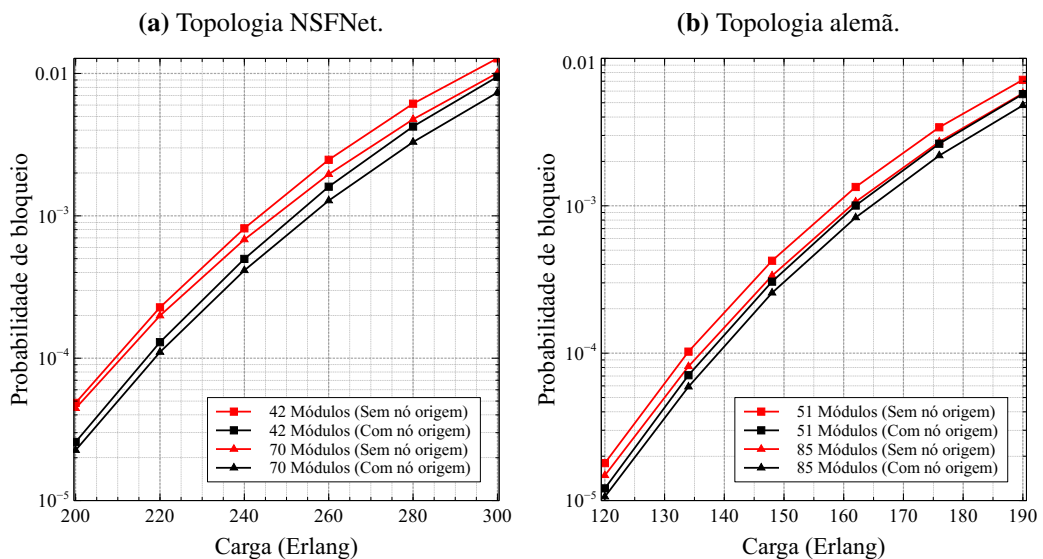 (a) Topologia NSFNet.
0.01
10⁻³
10⁻⁴
10⁻⁵
Probabilidade de bloqueio
200 220 240 260 280 300
Carga (Erlang)
42 Módulos (Sem nó origem)
42 Módulos (Com nó origem)
70 Módulos (Sem nó origem)
70 Módulos (Com nó origem)
(b) Topologia alemã.
0.01
10⁻³
10⁻⁴
10⁻⁵
Probabilidade de bloqueio
120 130 140 150 160 170 180 190
Carga (Erlang)
51 Módulos (Sem nó origem)
51 Módulos (Com nó origem)
85 Módulos (Sem nó origem)
85 Módulos (Com nó origem)